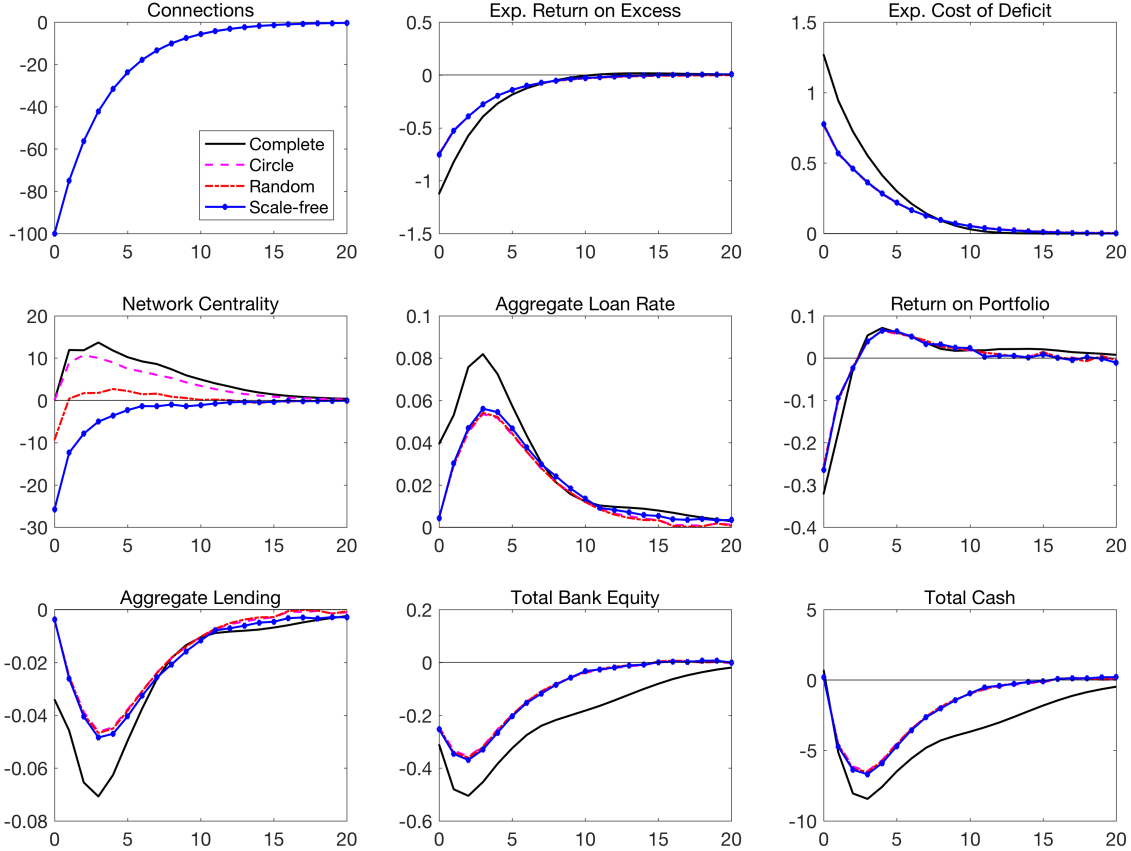 Connections
0
-20
-40
-60
-80
-100
0 5 10 15 20
Complete
Circle
Random
Scale-free
Exp. Return on Excess
0.5
0
-0.5
-1
-1.5
0 5 10 15 20
Exp. Cost of Deficit
1.5
1
0.5
0
0 5 10 15 20
Network Centrality
20
10
0
-10
-20
-30
0 5 10 15 20
Aggregate Loan Rate
0.1
0.08
0.06
0.04
0.02
0
0 5 10 15 20
Return on Portfolio
0.1
0
-0.1
-0.2
-0.3
-0.4
0 5 10 15 20
Aggregate Lending
0
-0.02
-0.04
-0.06
-0.08
0 5 10 15 20
Total Bank Equity
0.2
0
-0.2
-0.4
-0.6
0 5 10 15 20
Total Cash
5
0
-5
-10
0 5 10 15 20